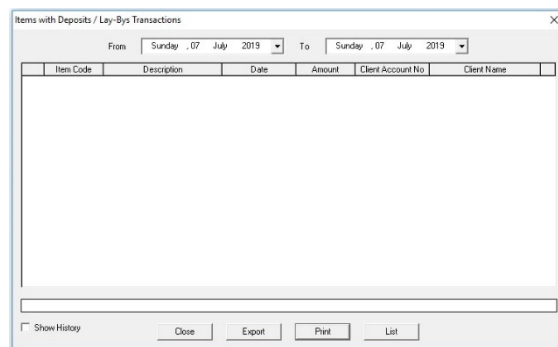 Items with Deposits / Lay-Bys Transactions
From Sunday , 07 July 2019 To Sunday , 07 July 2019
Item Code Description Date Amount Client Account No Client Name
Show History Close Export Print List